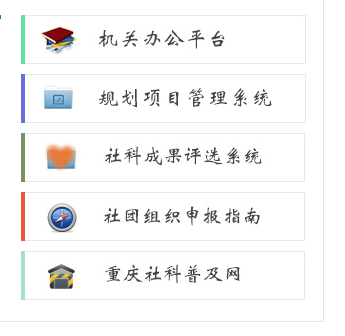 机关办公平台
规划项目管理系统
社科成果评选系统
社团组织申报指南
重庆社科普及网